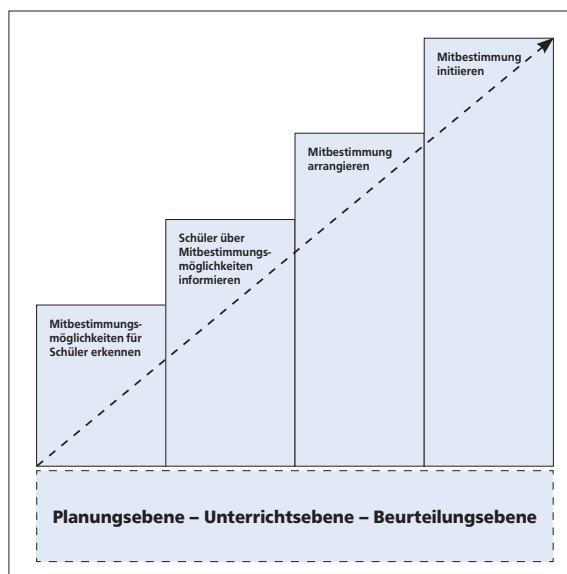 Mitbestimmung
initiieren
Mitbestimmung
arrangieren
Schüler über
Mitbestimmungs-
möglichkeiten
informieren
Mitbestimmungs-
möglichkeiten für
Schüler erkennen
Planungsebene – Unterrichtsebene – Beurteilungsebene